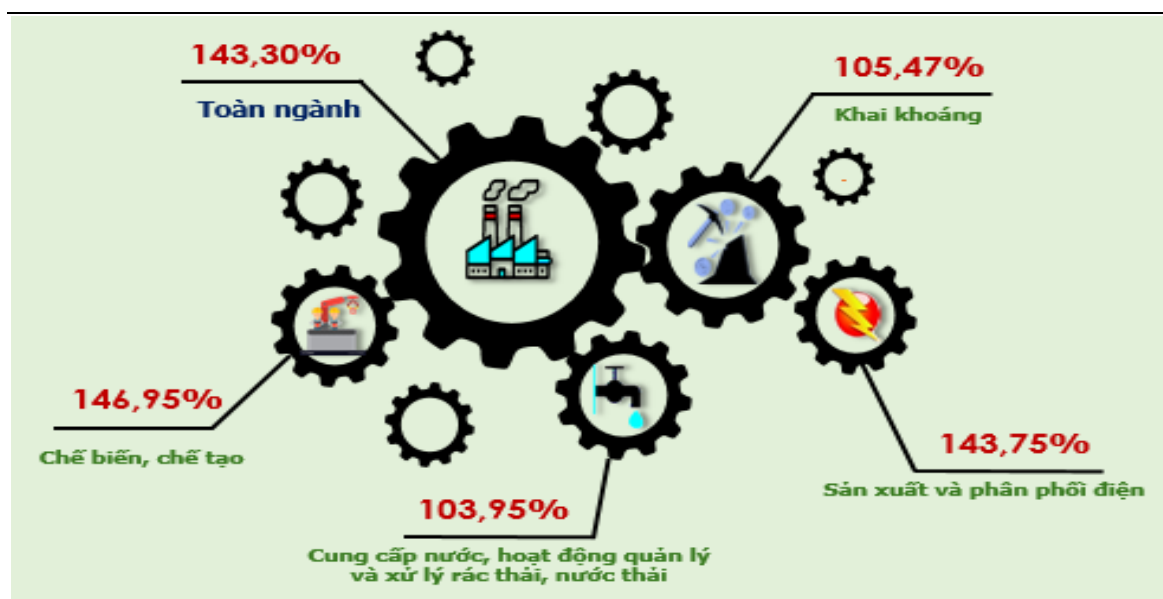 143,30%
Toàn ngành
105,47%
Khai khoáng
146,95%
Chế biến, chế tạo
143,75%
Sản xuất và phân phối điện
103,95%
Cung cấp nước, hoạt động quản lý
và xử lý rác thải, nước thải